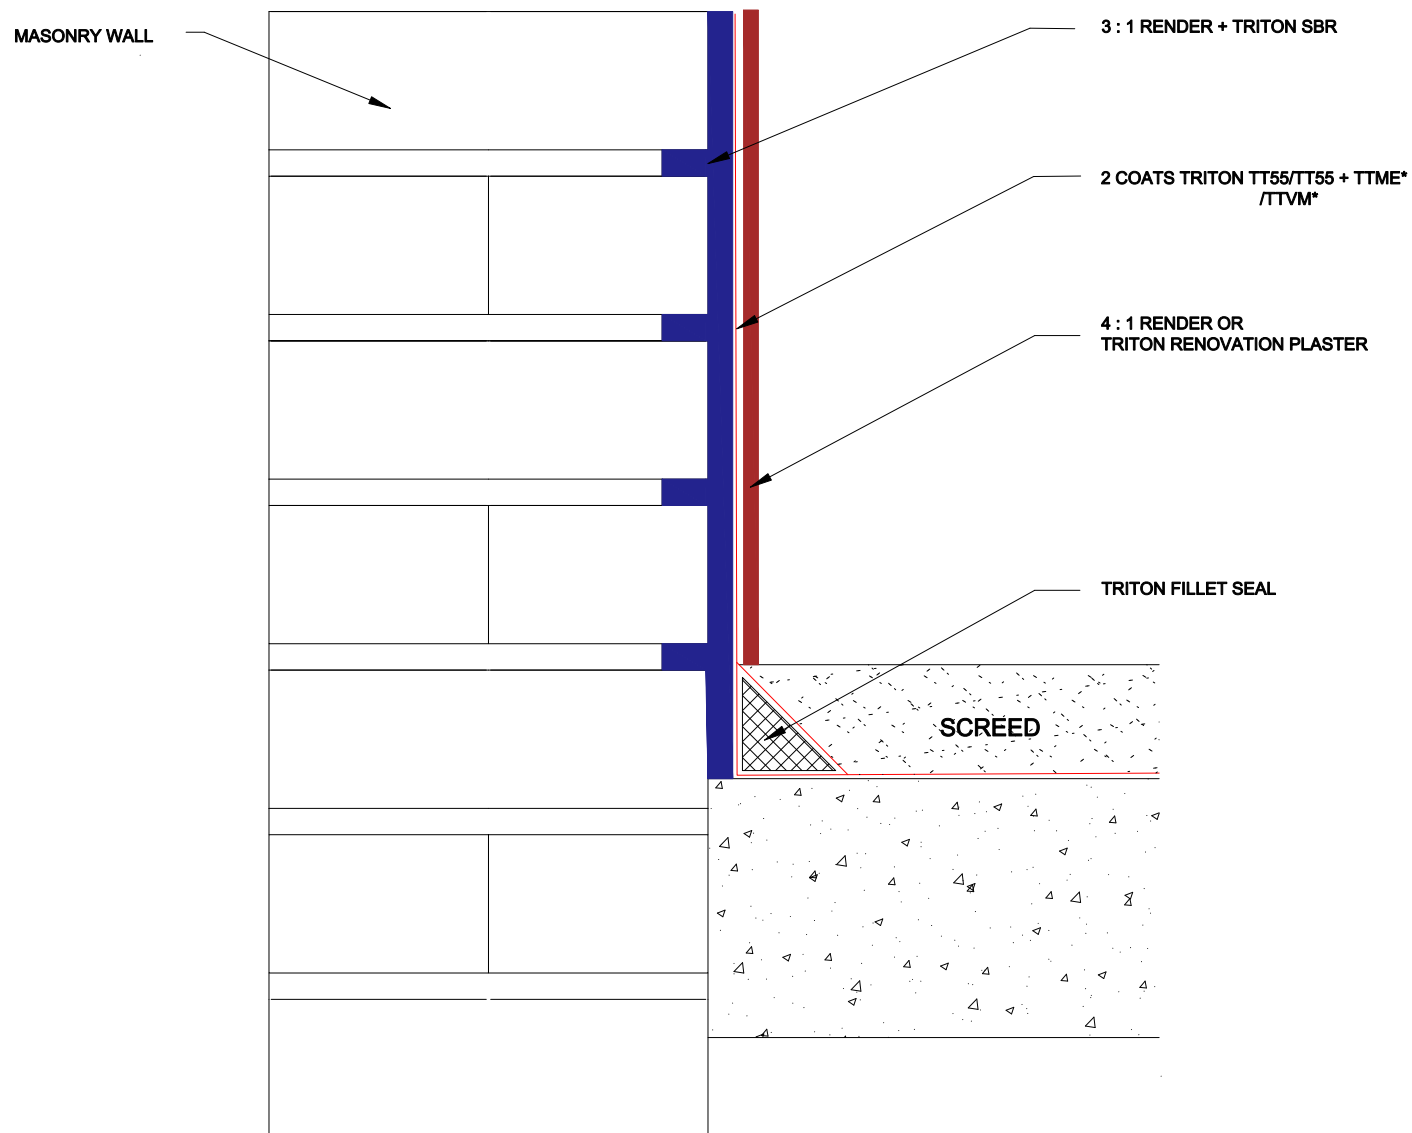 MASONRY WALL
3 : 1 RENDER + TRITON SBR
2 COATS TRITON TT55/TT55 + TTME*
/TTVM*
4 : 1 RENDER OR
TRITON RENOVATION PLASTER
TRITON FILLET SEAL
SCREED